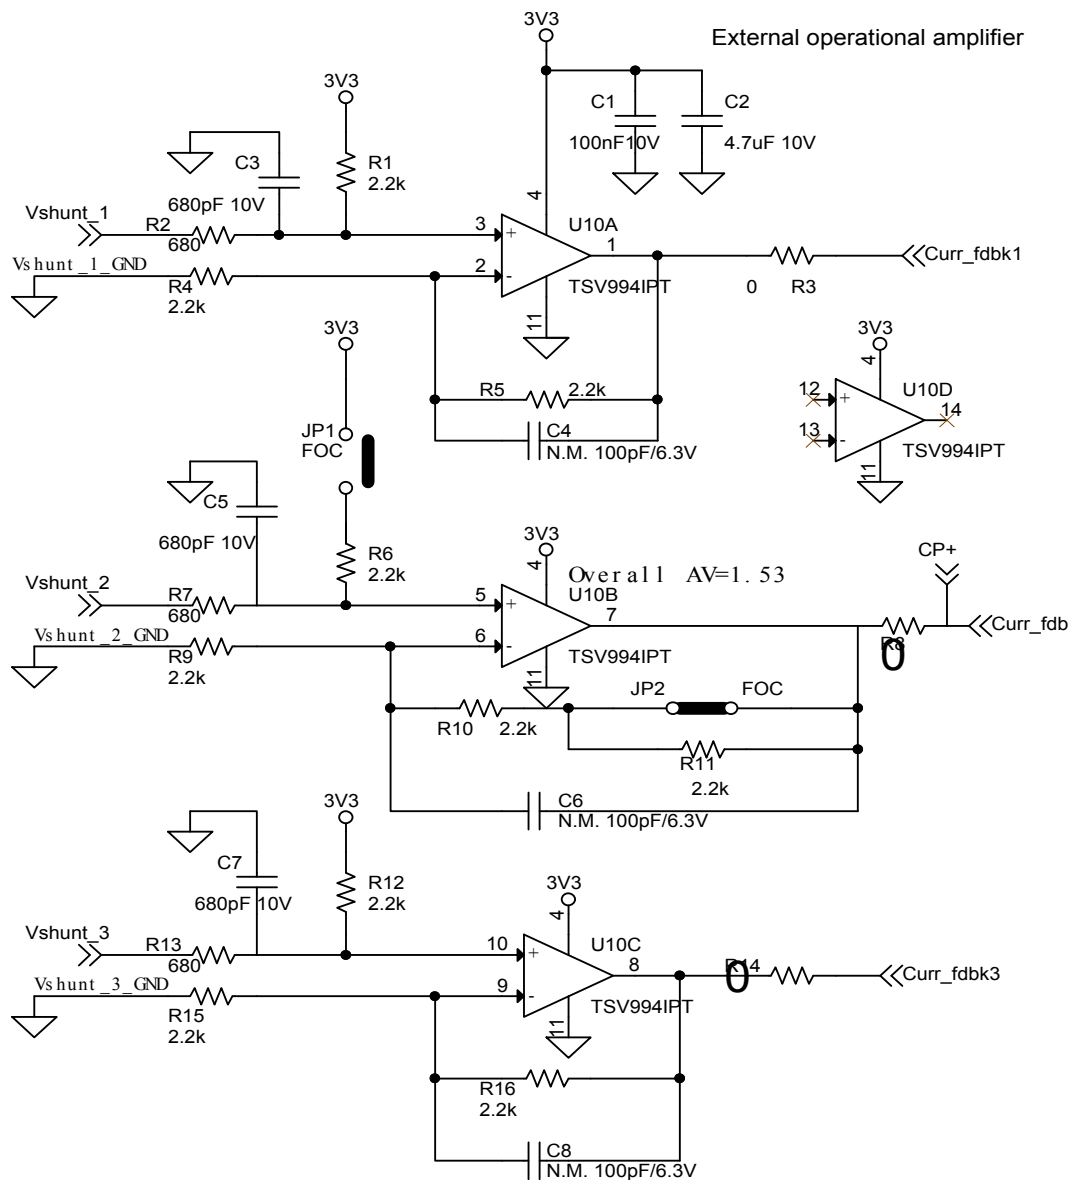 3V3
External operational amplifier
3V3
C1
100nF10V
C2
4.7uF 10V
C3
680pF 10V
R1
2.2k
4
Vshunt_1
R2
680
3
+
U10A
1
Vshunt_1_GND
R4
2.2k
2
-
TSV994IPT
11
0
R3
Curr_fdbk1
3V3
3V3
4
12
+
U10D
14
13
-
TSV994IPT
11
R5
2.2k
C4
N.M. 100pF/6.3V
JP1
FOC
C5
680pF 10V
R6
2.2k
3V3
4
Overall AV=1.53
CP+
Vshunt_2
R7
680
5
+
U10B
7
Vshunt_2_GND
R9
2.2k
6
-
TSV994IPT
11
R8
0
Curr_fdb
JP2
FOC
R10
2.2k
R11
2.2k
C6
N.M. 100pF/6.3V
3V3
C7
680pF 10V
R12
2.2k
3V3
4
Vshunt_3
R13
680
10
+
U10C
8
Vshunt_3_GND
R15
2.2k
9
-
TSV994IPT
11
R14
0
Curr_fdbk3
R16
2.2k
C8
N.M. 100pF/6.3V